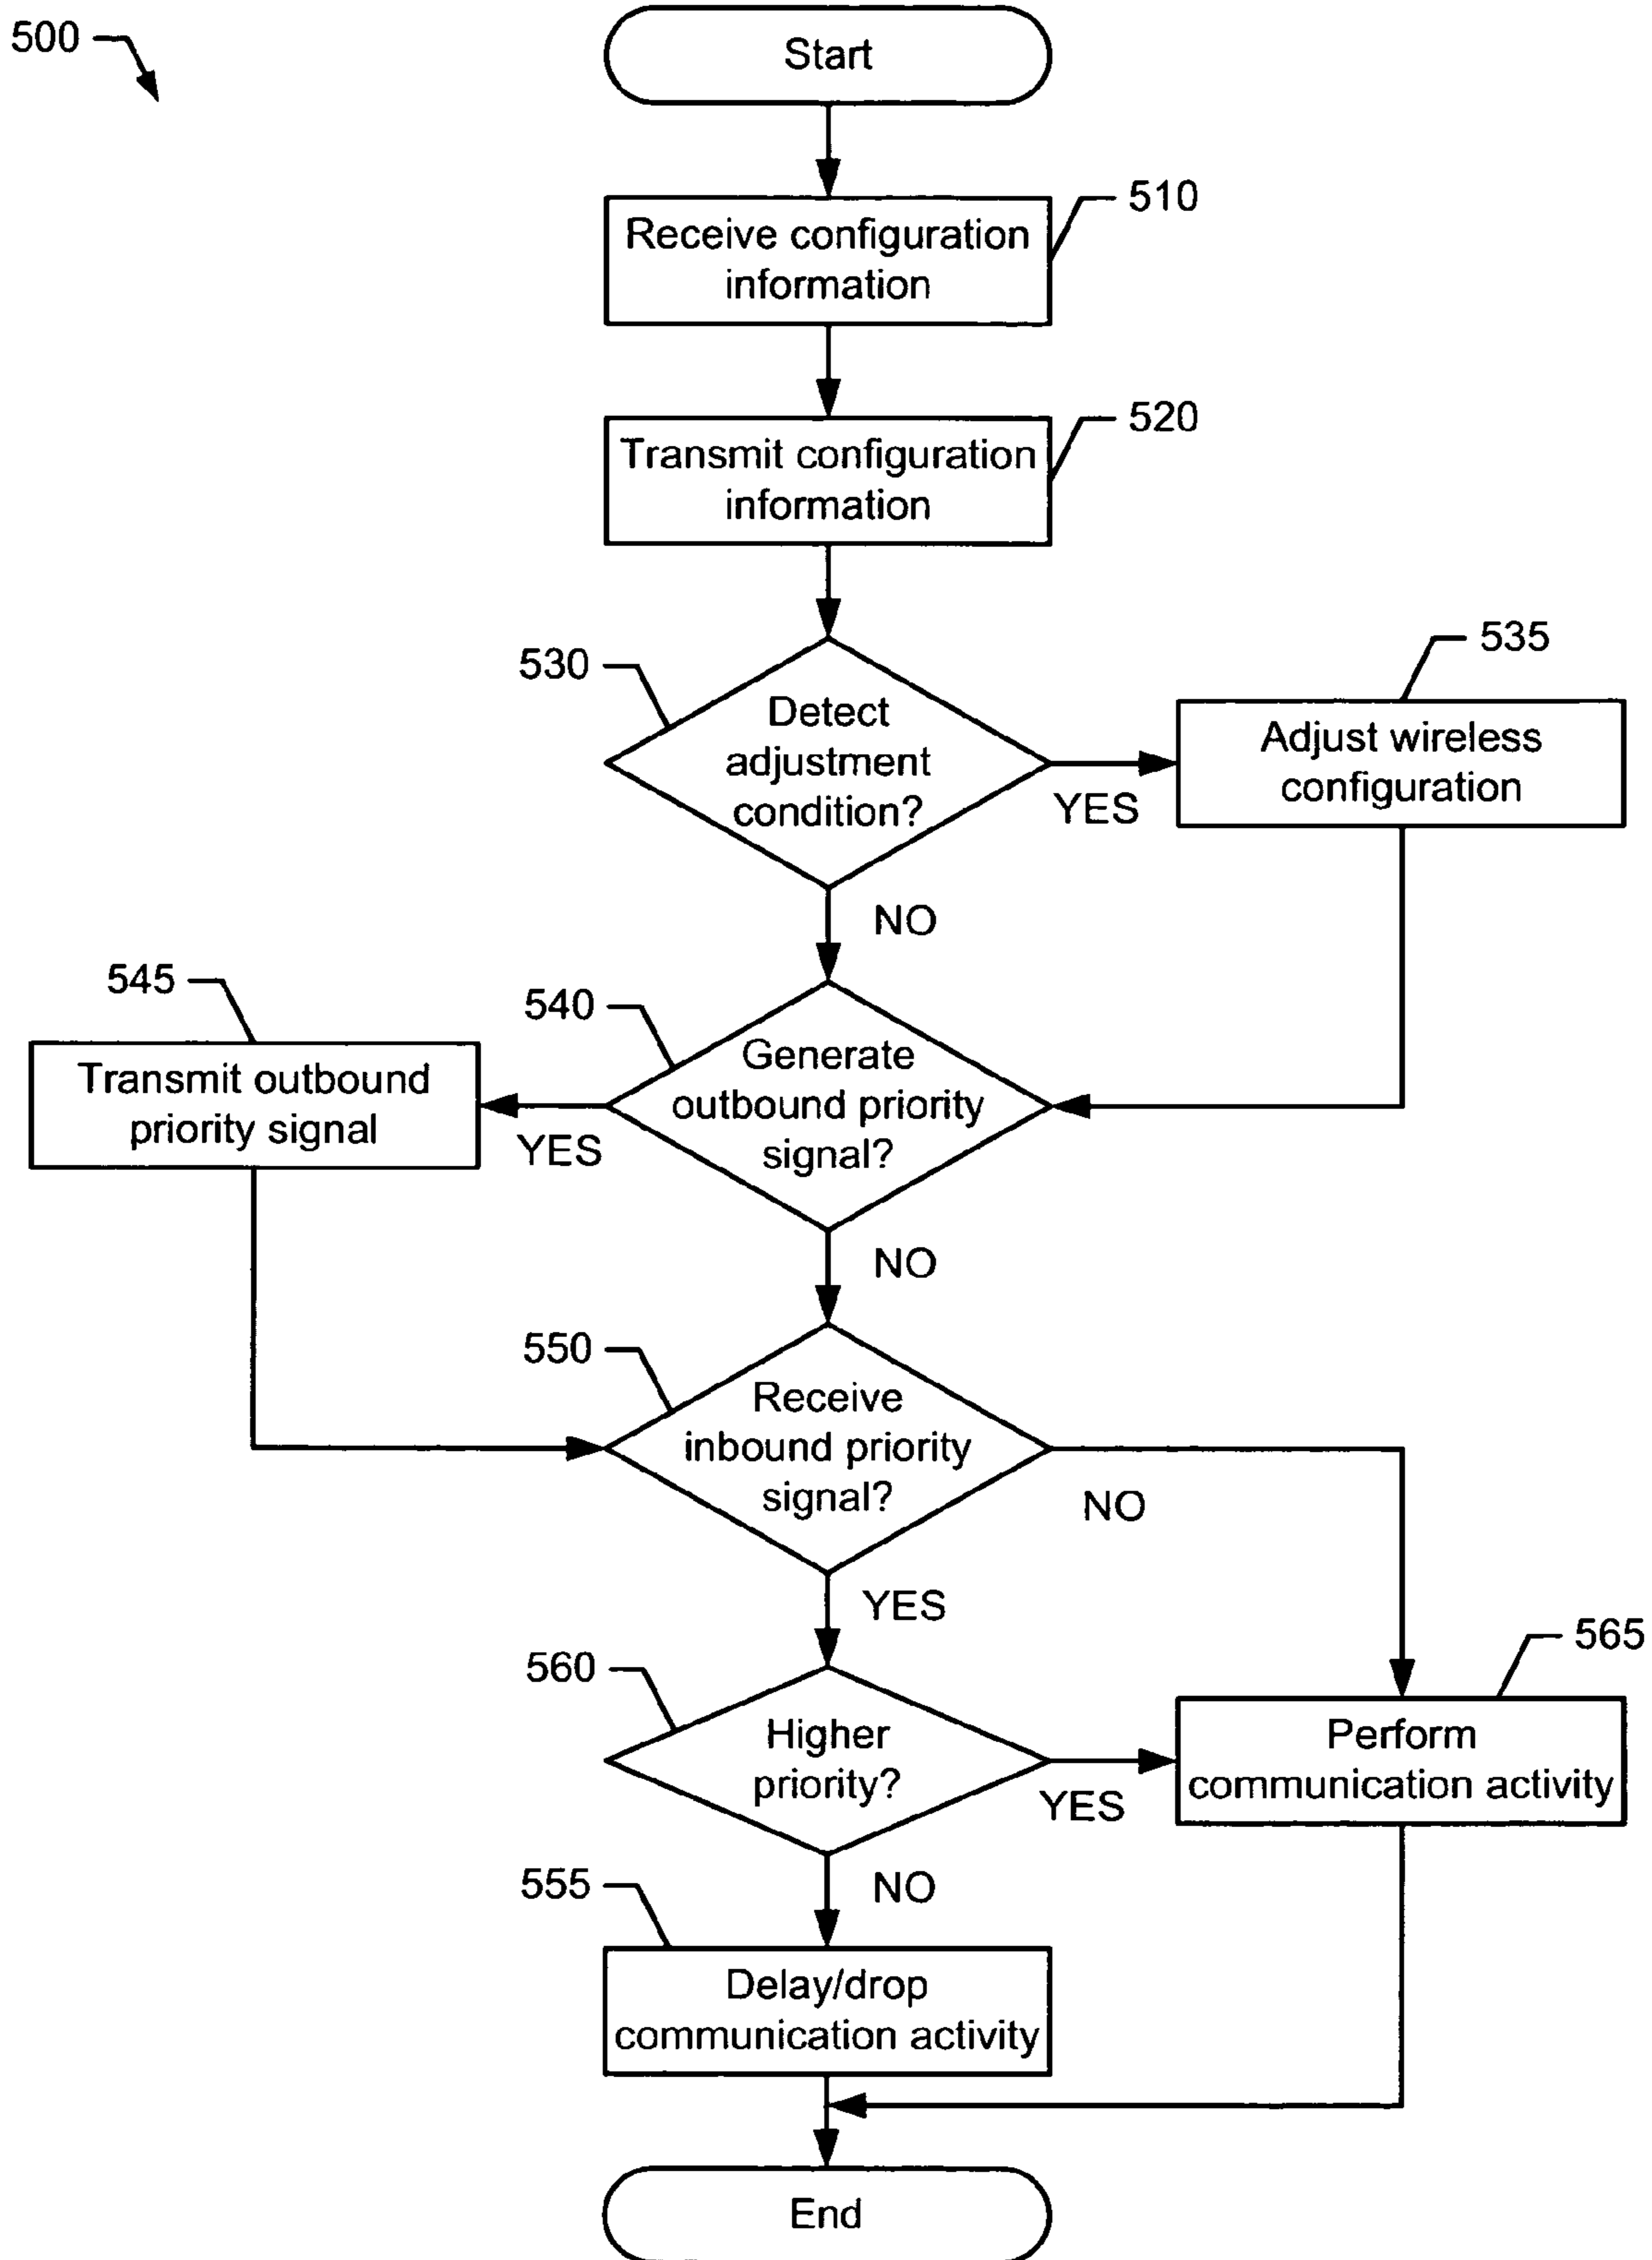 500
Start
510
Receive configuration
information
520
Transmit configuration
information
530
Detect
adjustment
condition?
YES
535
Adjust wireless
configuration
NO
545
Transmit outbound
priority signal
540
Generate
outbound priority
signal?
YES
NO
550
Receive
inbound priority
signal?
NO
YES
560
Higher
priority?
YES
565
Perform
communication activity
NO
555
Delay/drop
communication activity
End